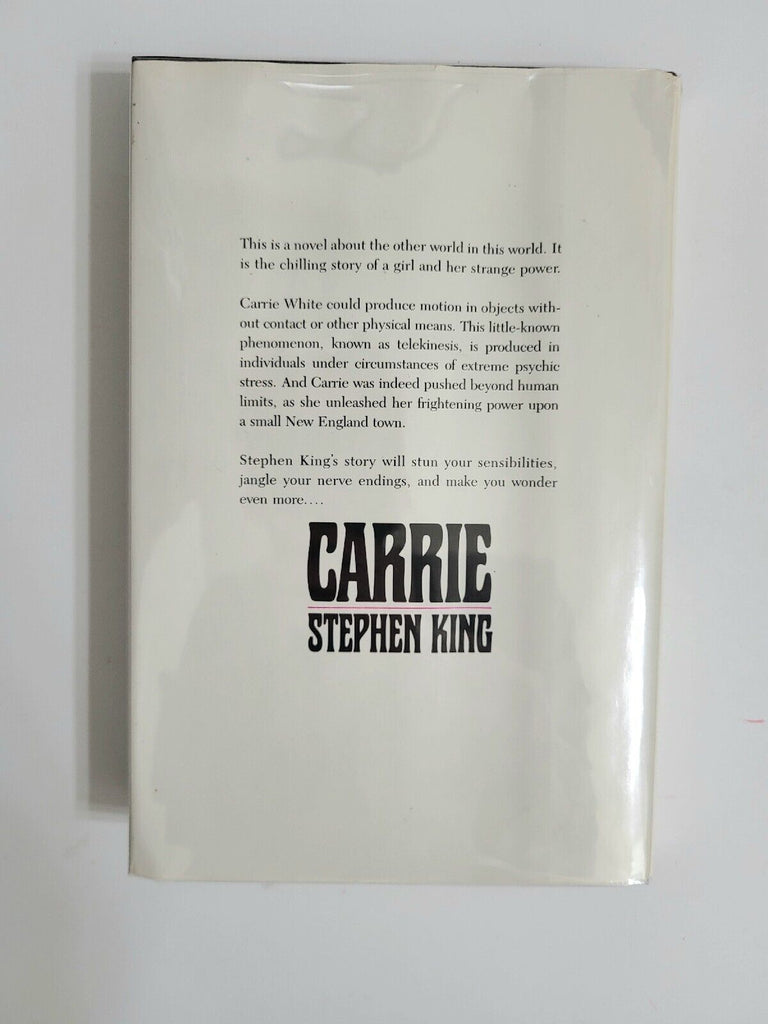 This is a novel about the other world in this world. It
is the chilling story of a girl and her strange power.
Carrie White could produce motion in objects with-
out contact or other physical means. This little-known
phenomenon, known as telekinesis, is produced in
individuals under circumstances of extreme psychic
stress. And Carrie was indeed pushed beyond human
limits, as she unleashed her frightening power upon
a small New England town.
Stephen King's story will stun your sensibilities,
jangle your nerve endings, and make you wonder
even more....
CARRIE
STEPHEN KING